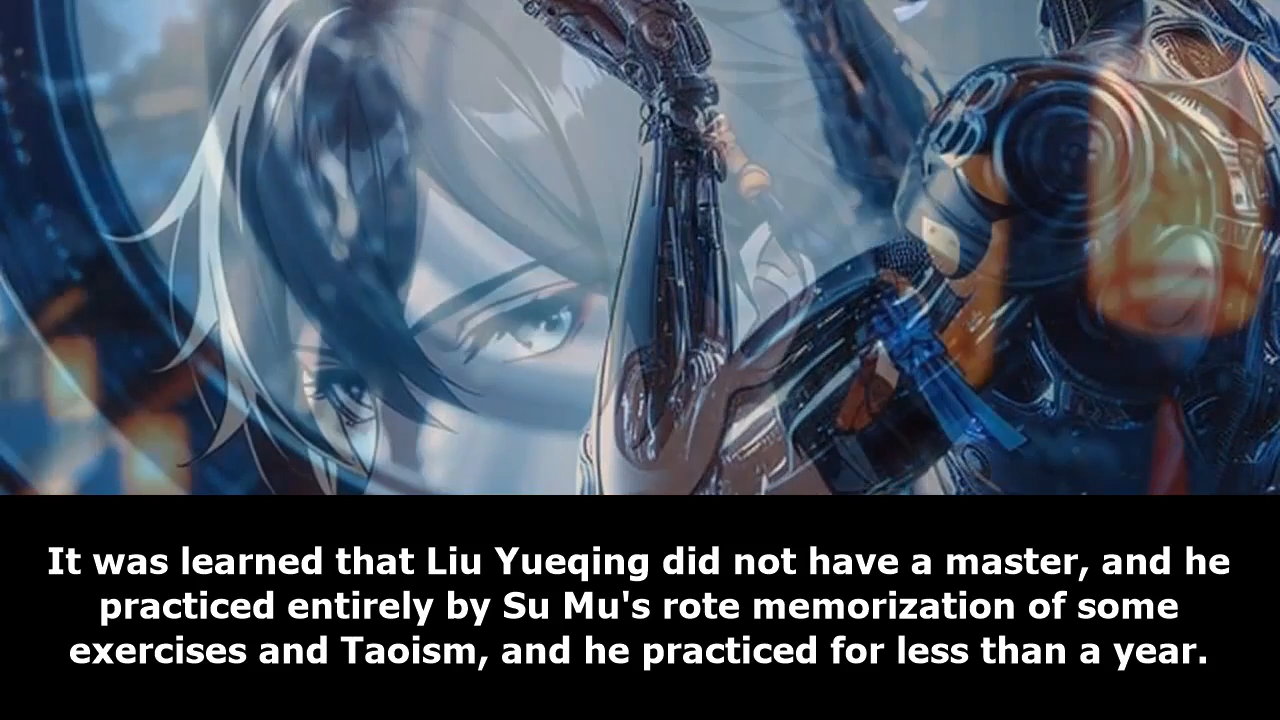 It was learned that Liu Yueqing did not have a master, and he
practiced entirely by Su Mu's rote memorization of some
exercises and Taoism, and he practiced for less than a year.